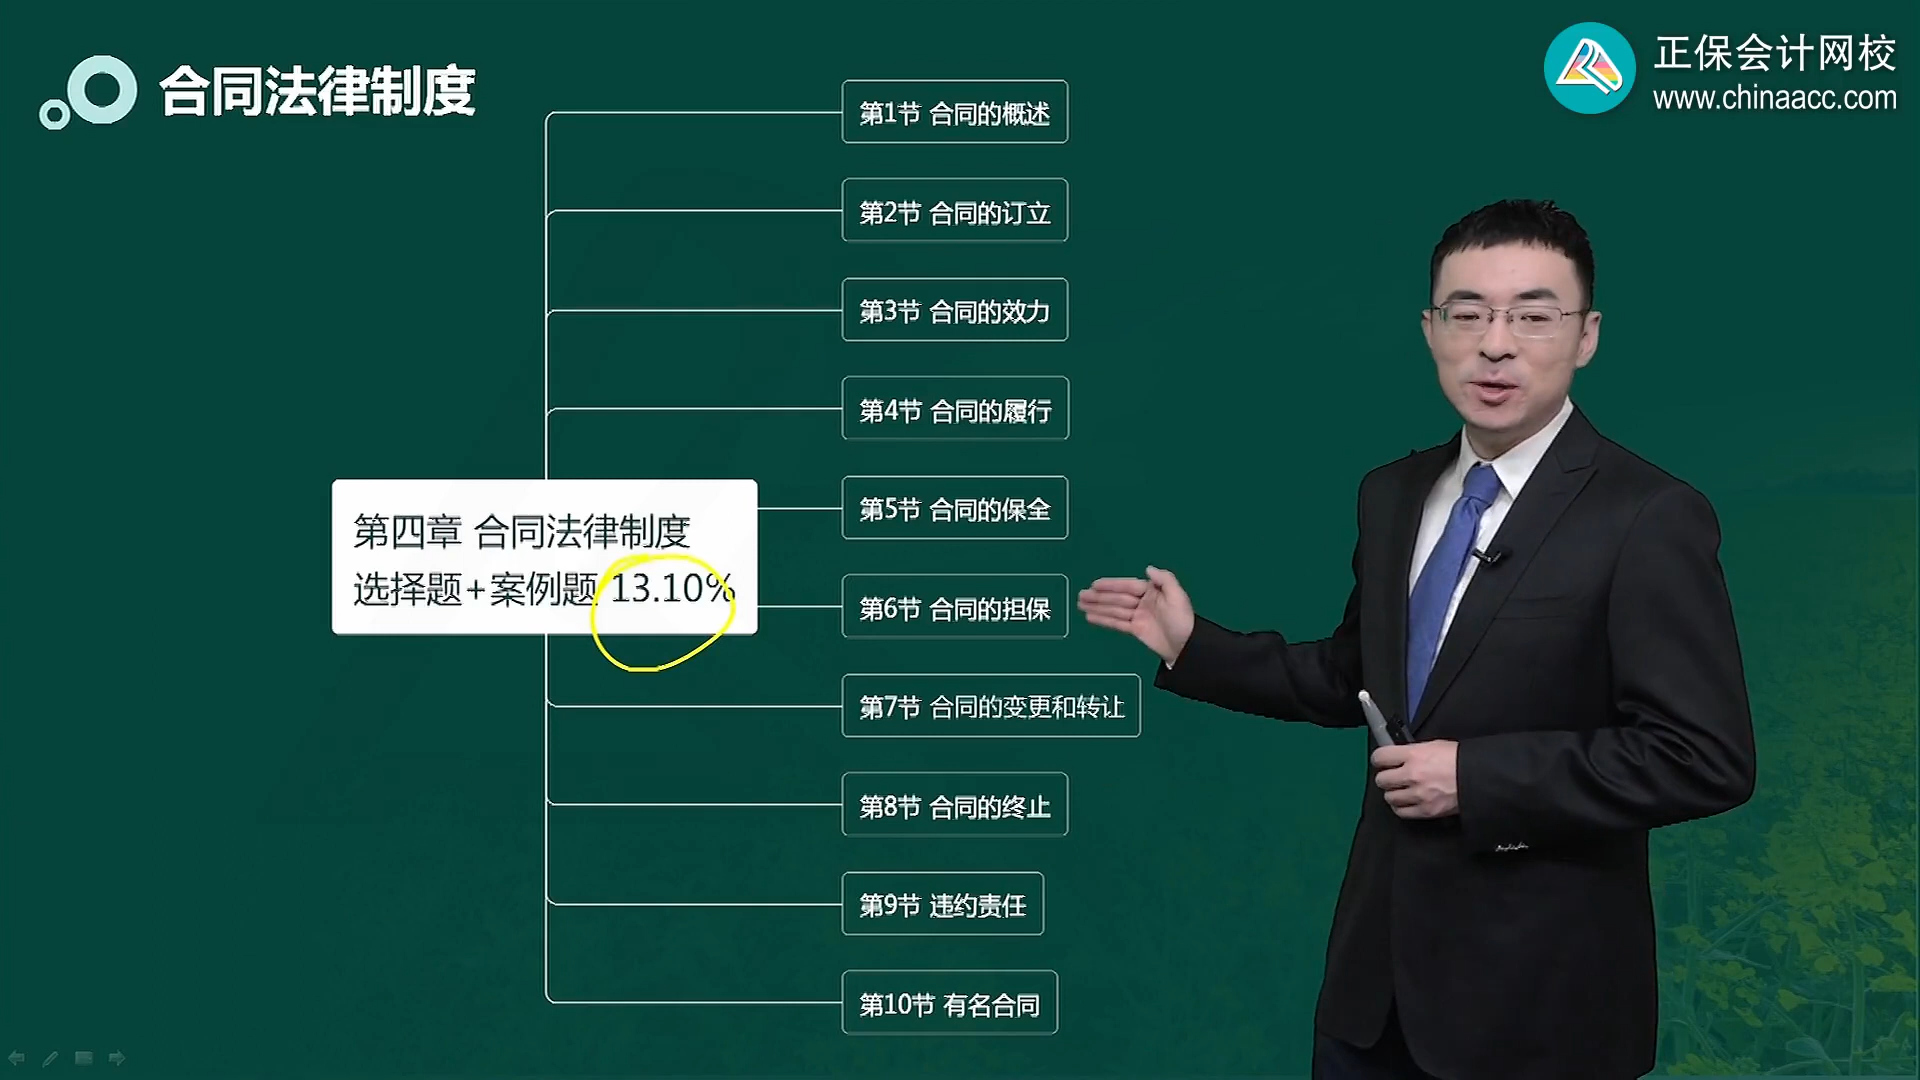 合同法律制度
正保会计网校
www.chinaacc.com
第四章 合同法律制度
选择题+案例题 13.10%
第1节 合同的概述
第2节 合同的订立
第3节 合同的效力
第4节 合同的履行
第5节 合同的保全
第6节 合同的担保
第7节 合同的变更和转让
第8节 合同的终止
第9节 违约责任
第10节 有名合同